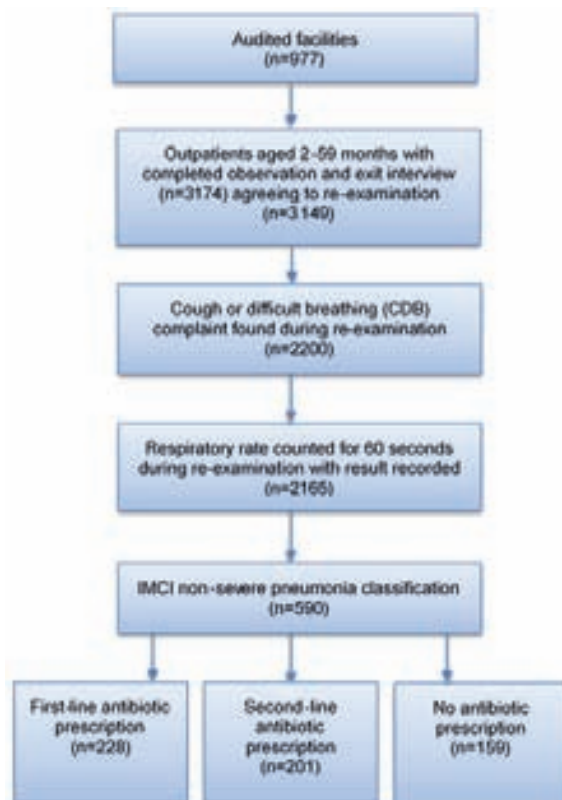 Audited facilities
(n=977)
Outpatients aged 2-59 months with
completed observation and exit interview
(n=3174) agreeing to re-examination
(n=3149)
Cough or difficult breathing (CDB)
complaint found during re-examination
(n=2200)
Respiratory rate counted for 60 seconds
during re-examination with result recorded
(n=2165)
IMCI non-severe pneumonia classification
(n=590)
First-line antibiotic
prescription
(n=228)
Second-line
antibiotic
prescription
(n=201)
No antibiotic
prescription
(n=159)